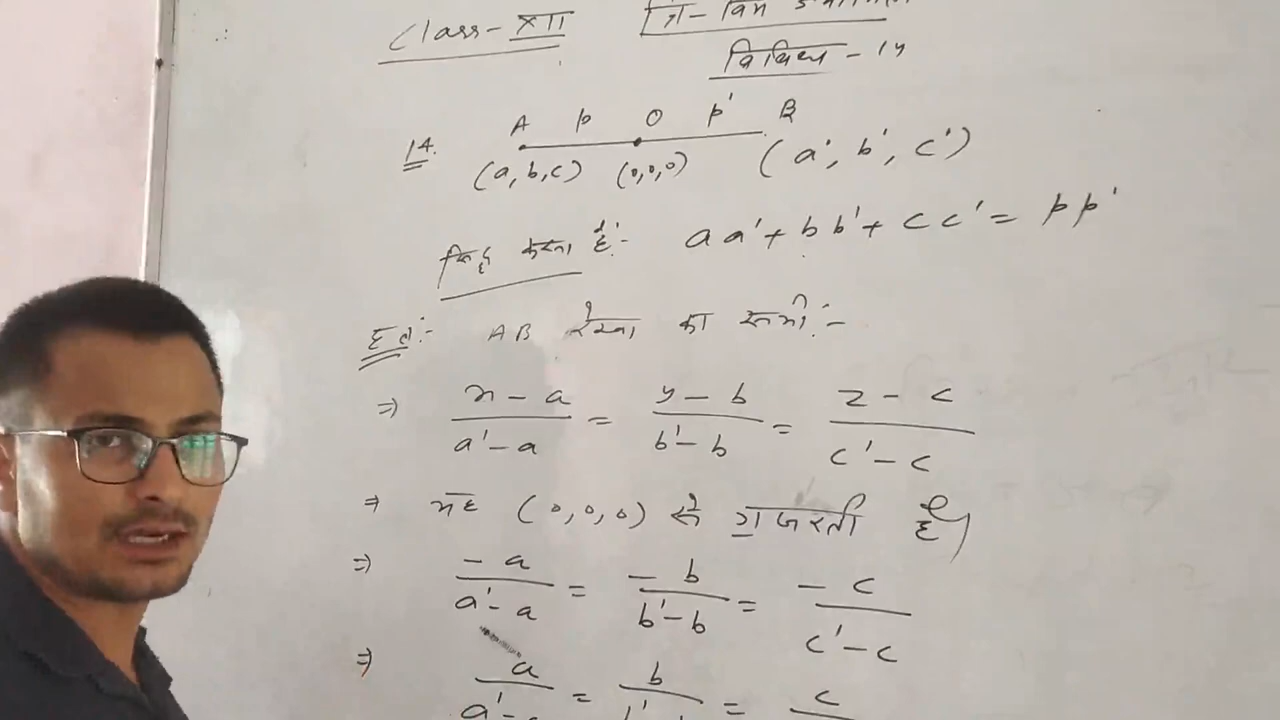 Class-XII त्रि-विम
विविध - 14
A p O p' B
14. (a, b, c) (0,0,0) (a', b', c')
सिद्ध करना है:- aa' + bb' + cc' = pp'
हल:- AB रेखा का समी:-
⇒ x - a / a' - a = y - b / b' - b = z - c / c' - c
⇒ यह (0,0,0) से गुजरती है।
⇒ - a / a' - a = - b / b' - b = - c / c' - c
⇒ a / a' - a = b / b' - b = c